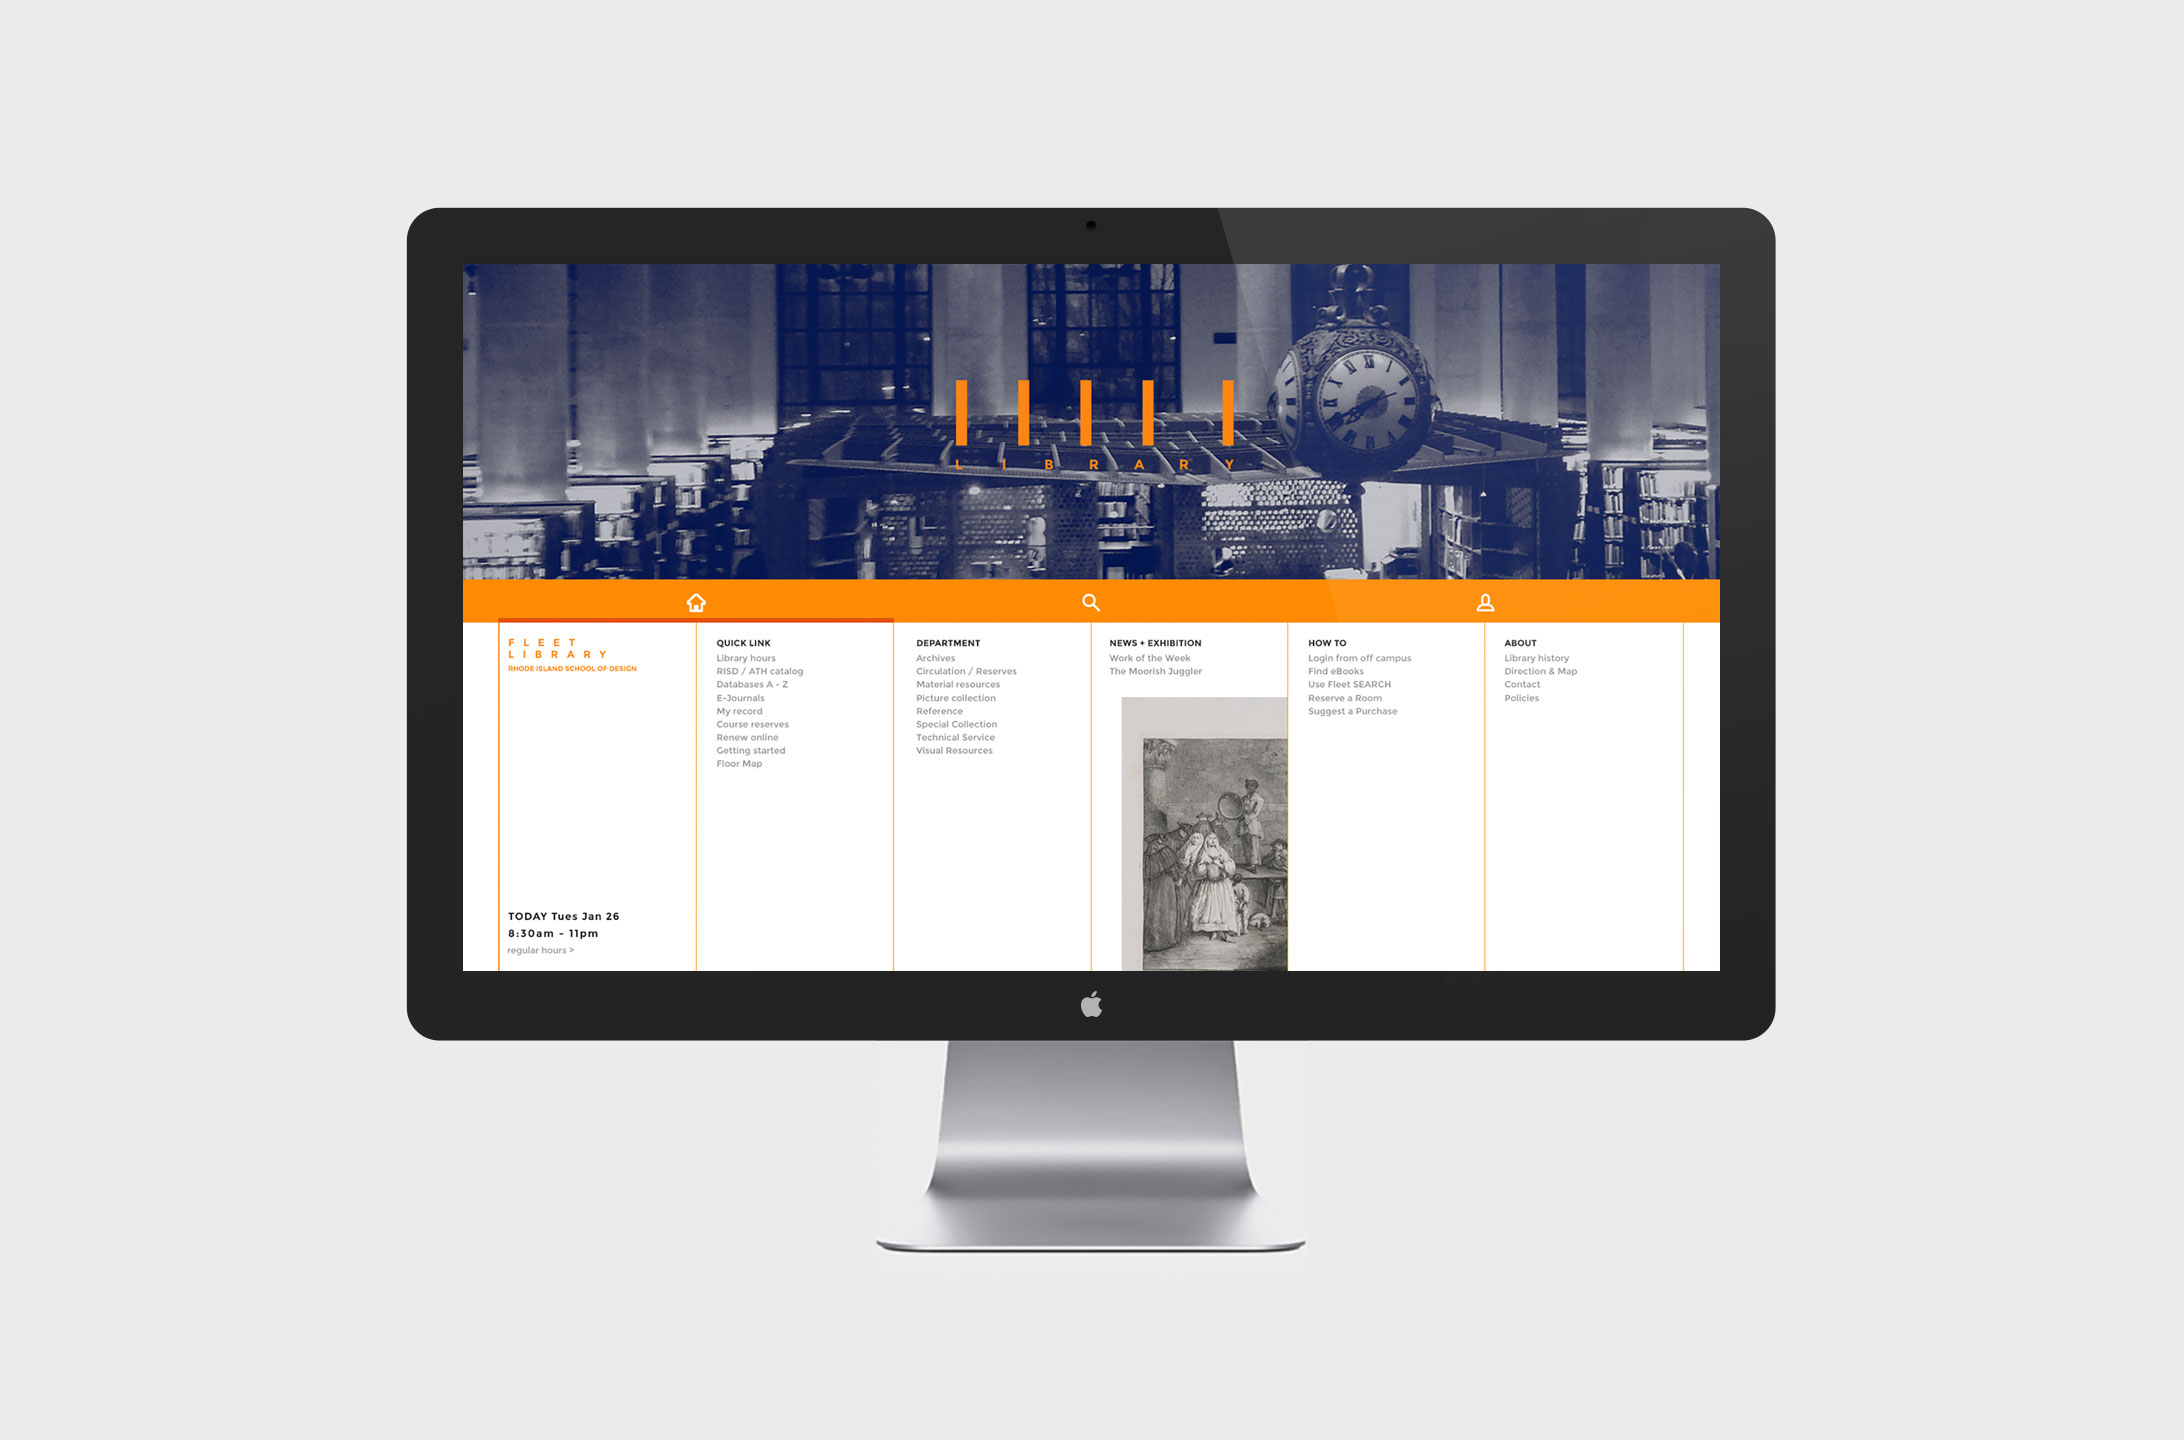 L I B R A R Y
F L E E T
L I B R A R Y
RHODE ISLAND SCHOOL OF DESIGN
TODAY Tues Jan 26
8:30am - 11pm
regular hours >
QUICK LINK
Library hours
RISD / ATH catalog
Databases A - Z
E-Journals
My record
Course reserves
Renew online
Getting started
Floor Map
DEPARTMENT
Archives
Circulation / Reserves
Material resources
Picture collection
Reference
Special Collection
Technical Service
Visual Resources
NEWS + EXHIBITION
Work of the Week
The Moorish Juggler
HOW TO
Login from off campus
Find eBooks
Use Fleet SEARCH
Reserve a Room
Suggest a Purchase
ABOUT
Library history
Direction & Map
Contact
Policies